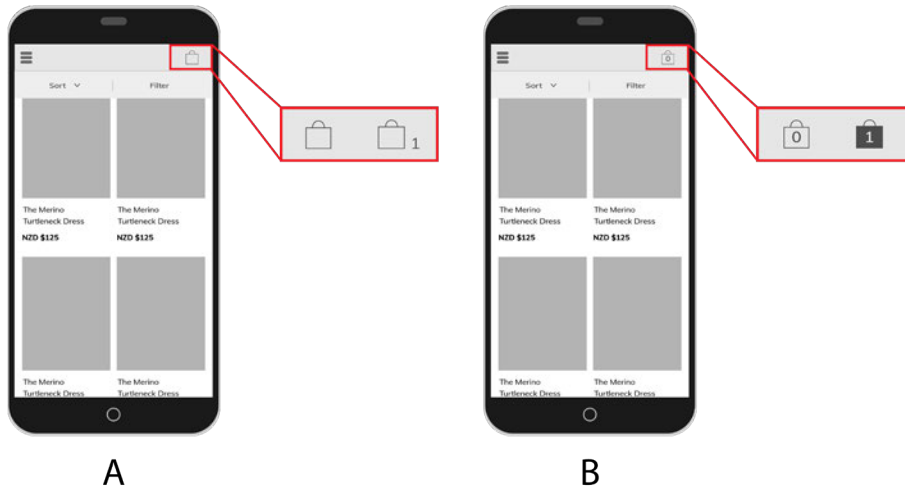 0
Sort Filter
Sort Filter
1
0 1
The Merino The Merino
Turtleneck Dress Turtleneck Dress
NZD $125 NZD $125
The Merino The Merino
Turtleneck Dress Turtleneck Dress
NZD $125 NZD $125
The Merino The Merino
Turtleneck Dress Turtleneck Dress
The Merino The Merino
Turtleneck Dress Turtleneck Dress
A
B